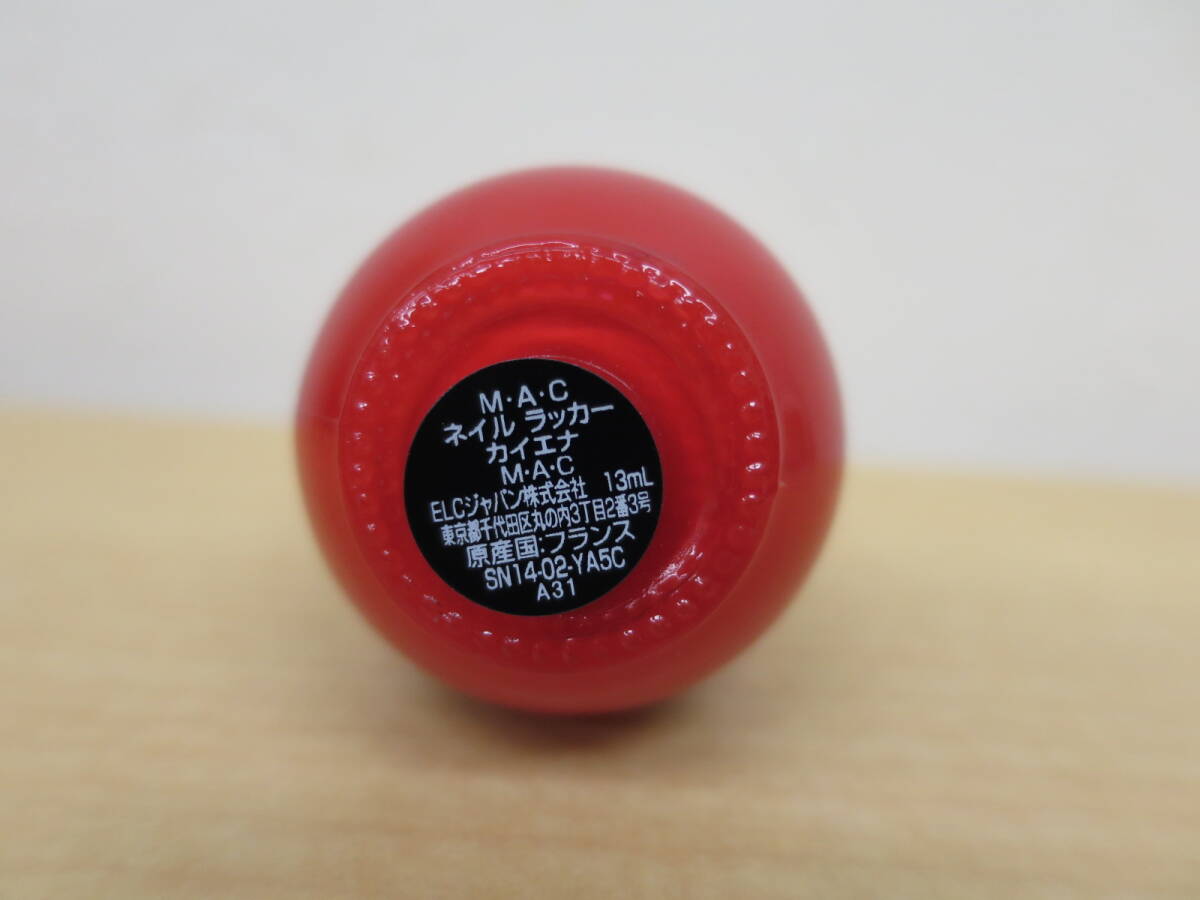 M・A・C
ネイル ラッカー
カイエナ
M・A・C
ELCジャパン株式会社 13mL
東京都千代田区丸の内3丁目2番3号
原産国:フランス
SN14-02-YA5C
A31